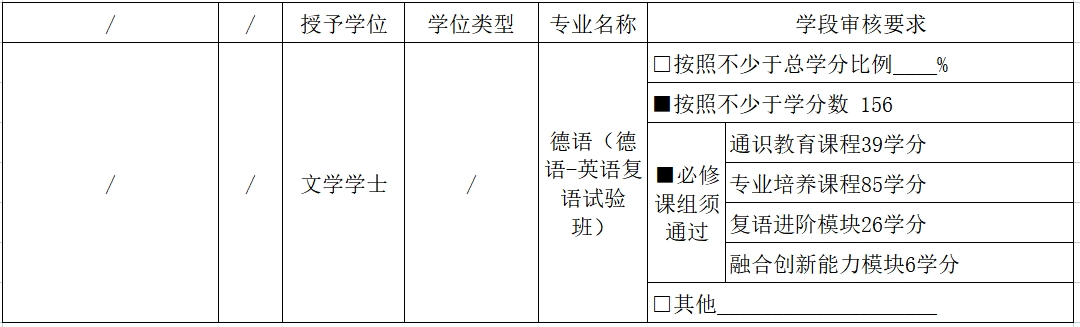 / / 授予学位 学位类型 专业名称 学段审核要求
□按照不少于总学分比例____%
■按照不少于学分数 156
/ / 文学学士 /
德语（德
语-英语复
语试验
班）
■必修
课组须
通过
通识教育课程39学分
专业培养课程85学分
复语进阶模块26学分
融合创新能力模块6学分
□其他____________________